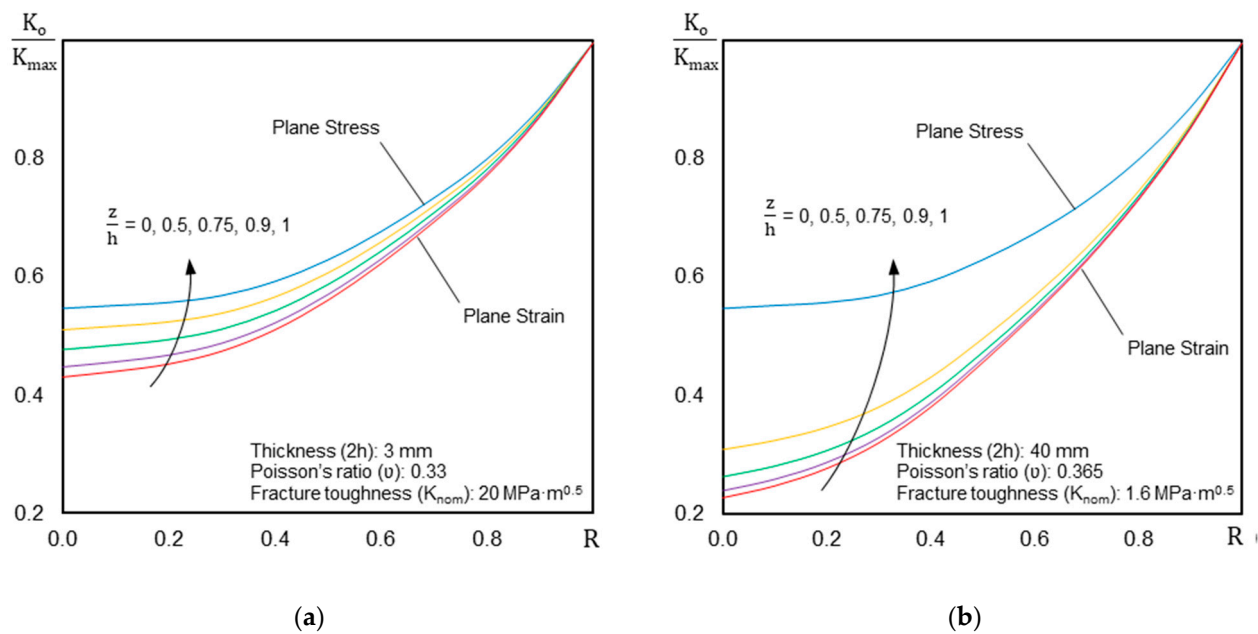 (a)
K₀
K_max
0.8
0.6
0.4
0.2
0.0 0.2 0.4 0.6 0.8 R
Plane Stress
z
h = 0, 0.5, 0.75, 0.9, 1
Plane Strain
Thickness (2h): 3 mm
Poisson's ratio (υ): 0.33
Fracture toughness (K_nom): 20 MPa·m^0.5
(a)
(b)
K₀
K_max
0.8
0.6
0.4
0.2
0.0 0.2 0.4 0.6 0.8 R
Plane Stress
z
h = 0, 0.5, 0.75, 0.9, 1
Plane Strain
Thickness (2h): 40 mm
Poisson's ratio (υ): 0.365
Fracture toughness (K_nom): 1.6 MPa·m^0.5
(b)